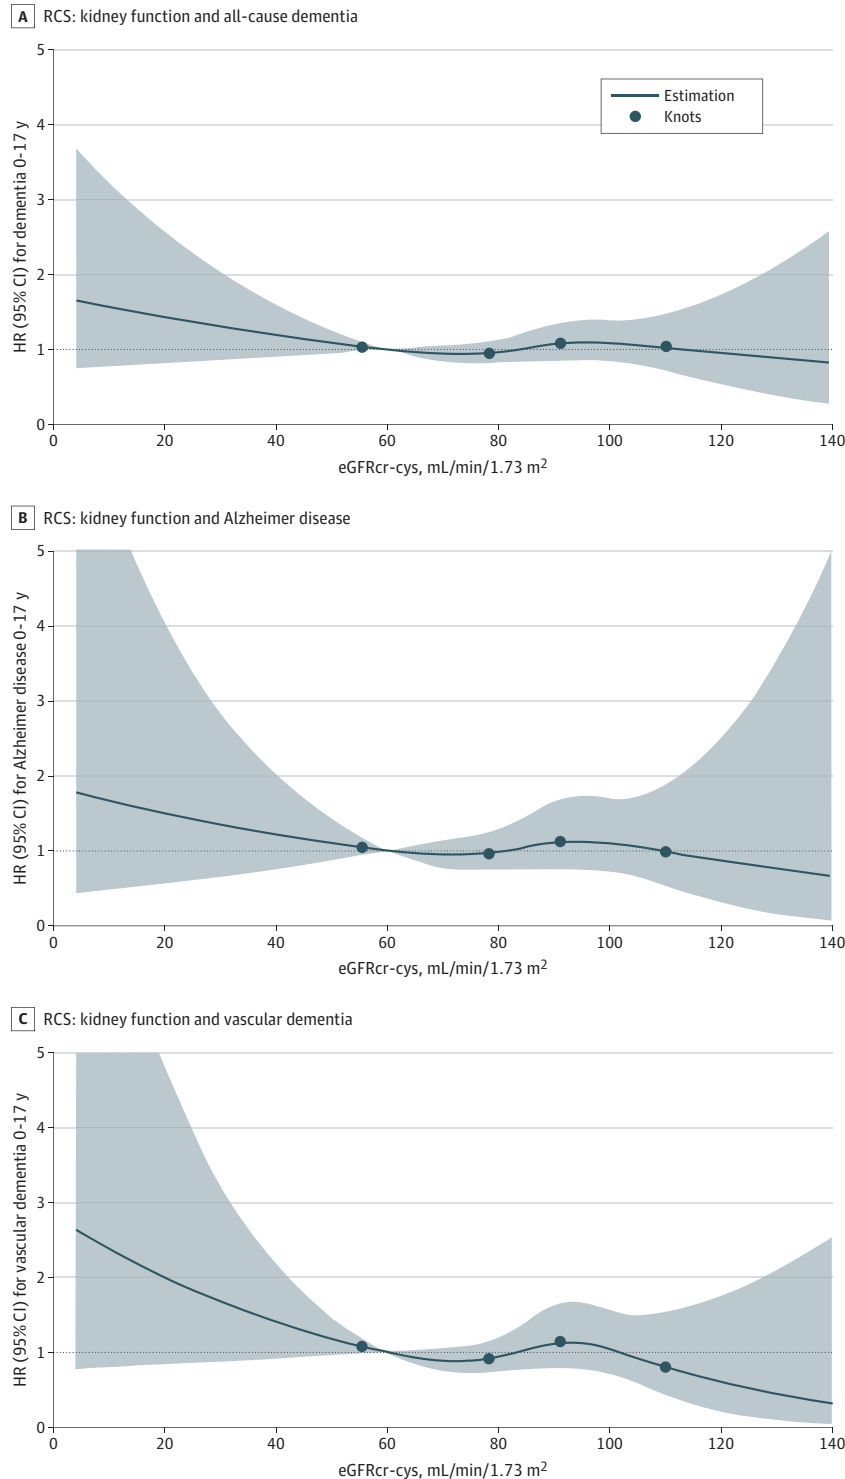 A RCS: kidney function and all-cause dementia
HR (95% CI) for dementia 0-17 y
5
4
3
2
1
0
Estimation
Knots
0 20 40 60 80 100 120 140
eGFRcr-cys, mL/min/1.73 m2
B RCS: kidney function and Alzheimer disease
HR (95% CI) for Alzheimer disease 0-17 y
5
4
3
2
1
0
0 20 40 60 80 100 120 140
eGFRcr-cys, mL/min/1.73 m2
C RCS: kidney function and vascular dementia
HR (95% CI) for vascular dementia 0-17 y
5
4
3
2
1
0
0 20 40 60 80 100 120 140
eGFRcr-cys, mL/min/1.73 m2